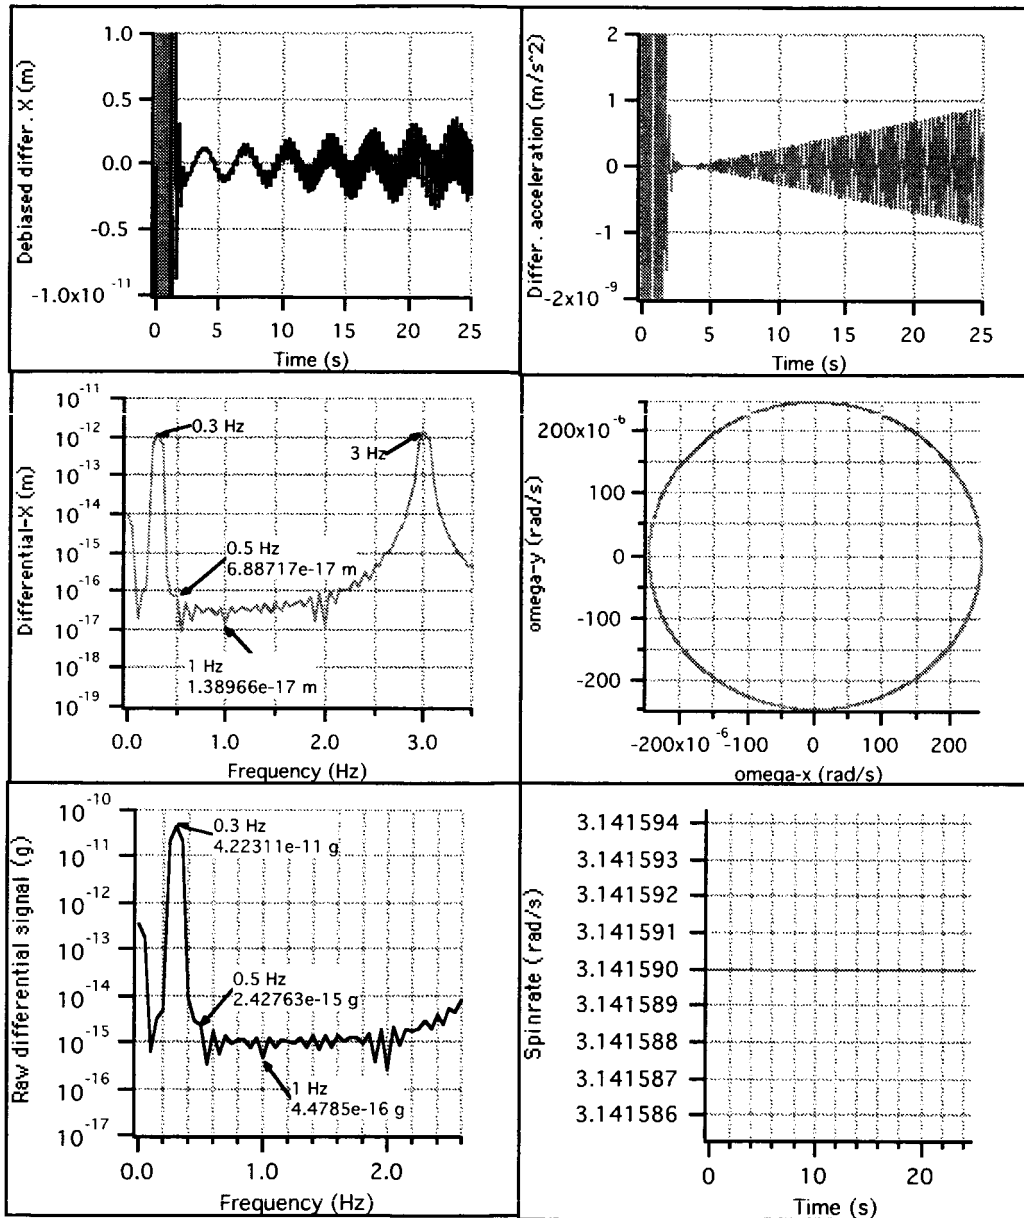 Debiased differ. X (m)
1.0
0.5
0.0
-0.5
-1.0x10 -11
0 5 10 15 20 25
Time (s)
Differ. acceleration (m/s^2)
2
1
0
-1
-2x10 -9
0 5 10 15 20 25
Time (s)
Differential-X (m)
10 -11
10 -12
10 -13
10 -14
10 -15
10 -16
10 -17
10 -18
10 -19
0.3 Hz
3 Hz
0.5 Hz
6.88717e-17 m
1 Hz
1.38966e-17 m
0.0 1.0 2.0 3.0
Frequency (Hz)
omega-y (rad/s)
200x10 -6
100
0
-100
-200
-200x10 -6 -100 0 100 200
omega-x (rad/s)
Raw differential signal (g)
10 -10
10 -11
10 -12
10 -13
10 -14
10 -15
10 -16
10 -17
0.3 Hz
4.22311e-11 g
0.5 Hz
2.42763e-15 g
1 Hz
4.4785e-16 g
0.0 1.0 2.0
Frequency (Hz)
Spinrate (rad/s)
3.141594
3.141593
3.141592
3.141591
3.141590
3.141589
3.141588
3.141587
3.141586
0 10 20
Time (s)